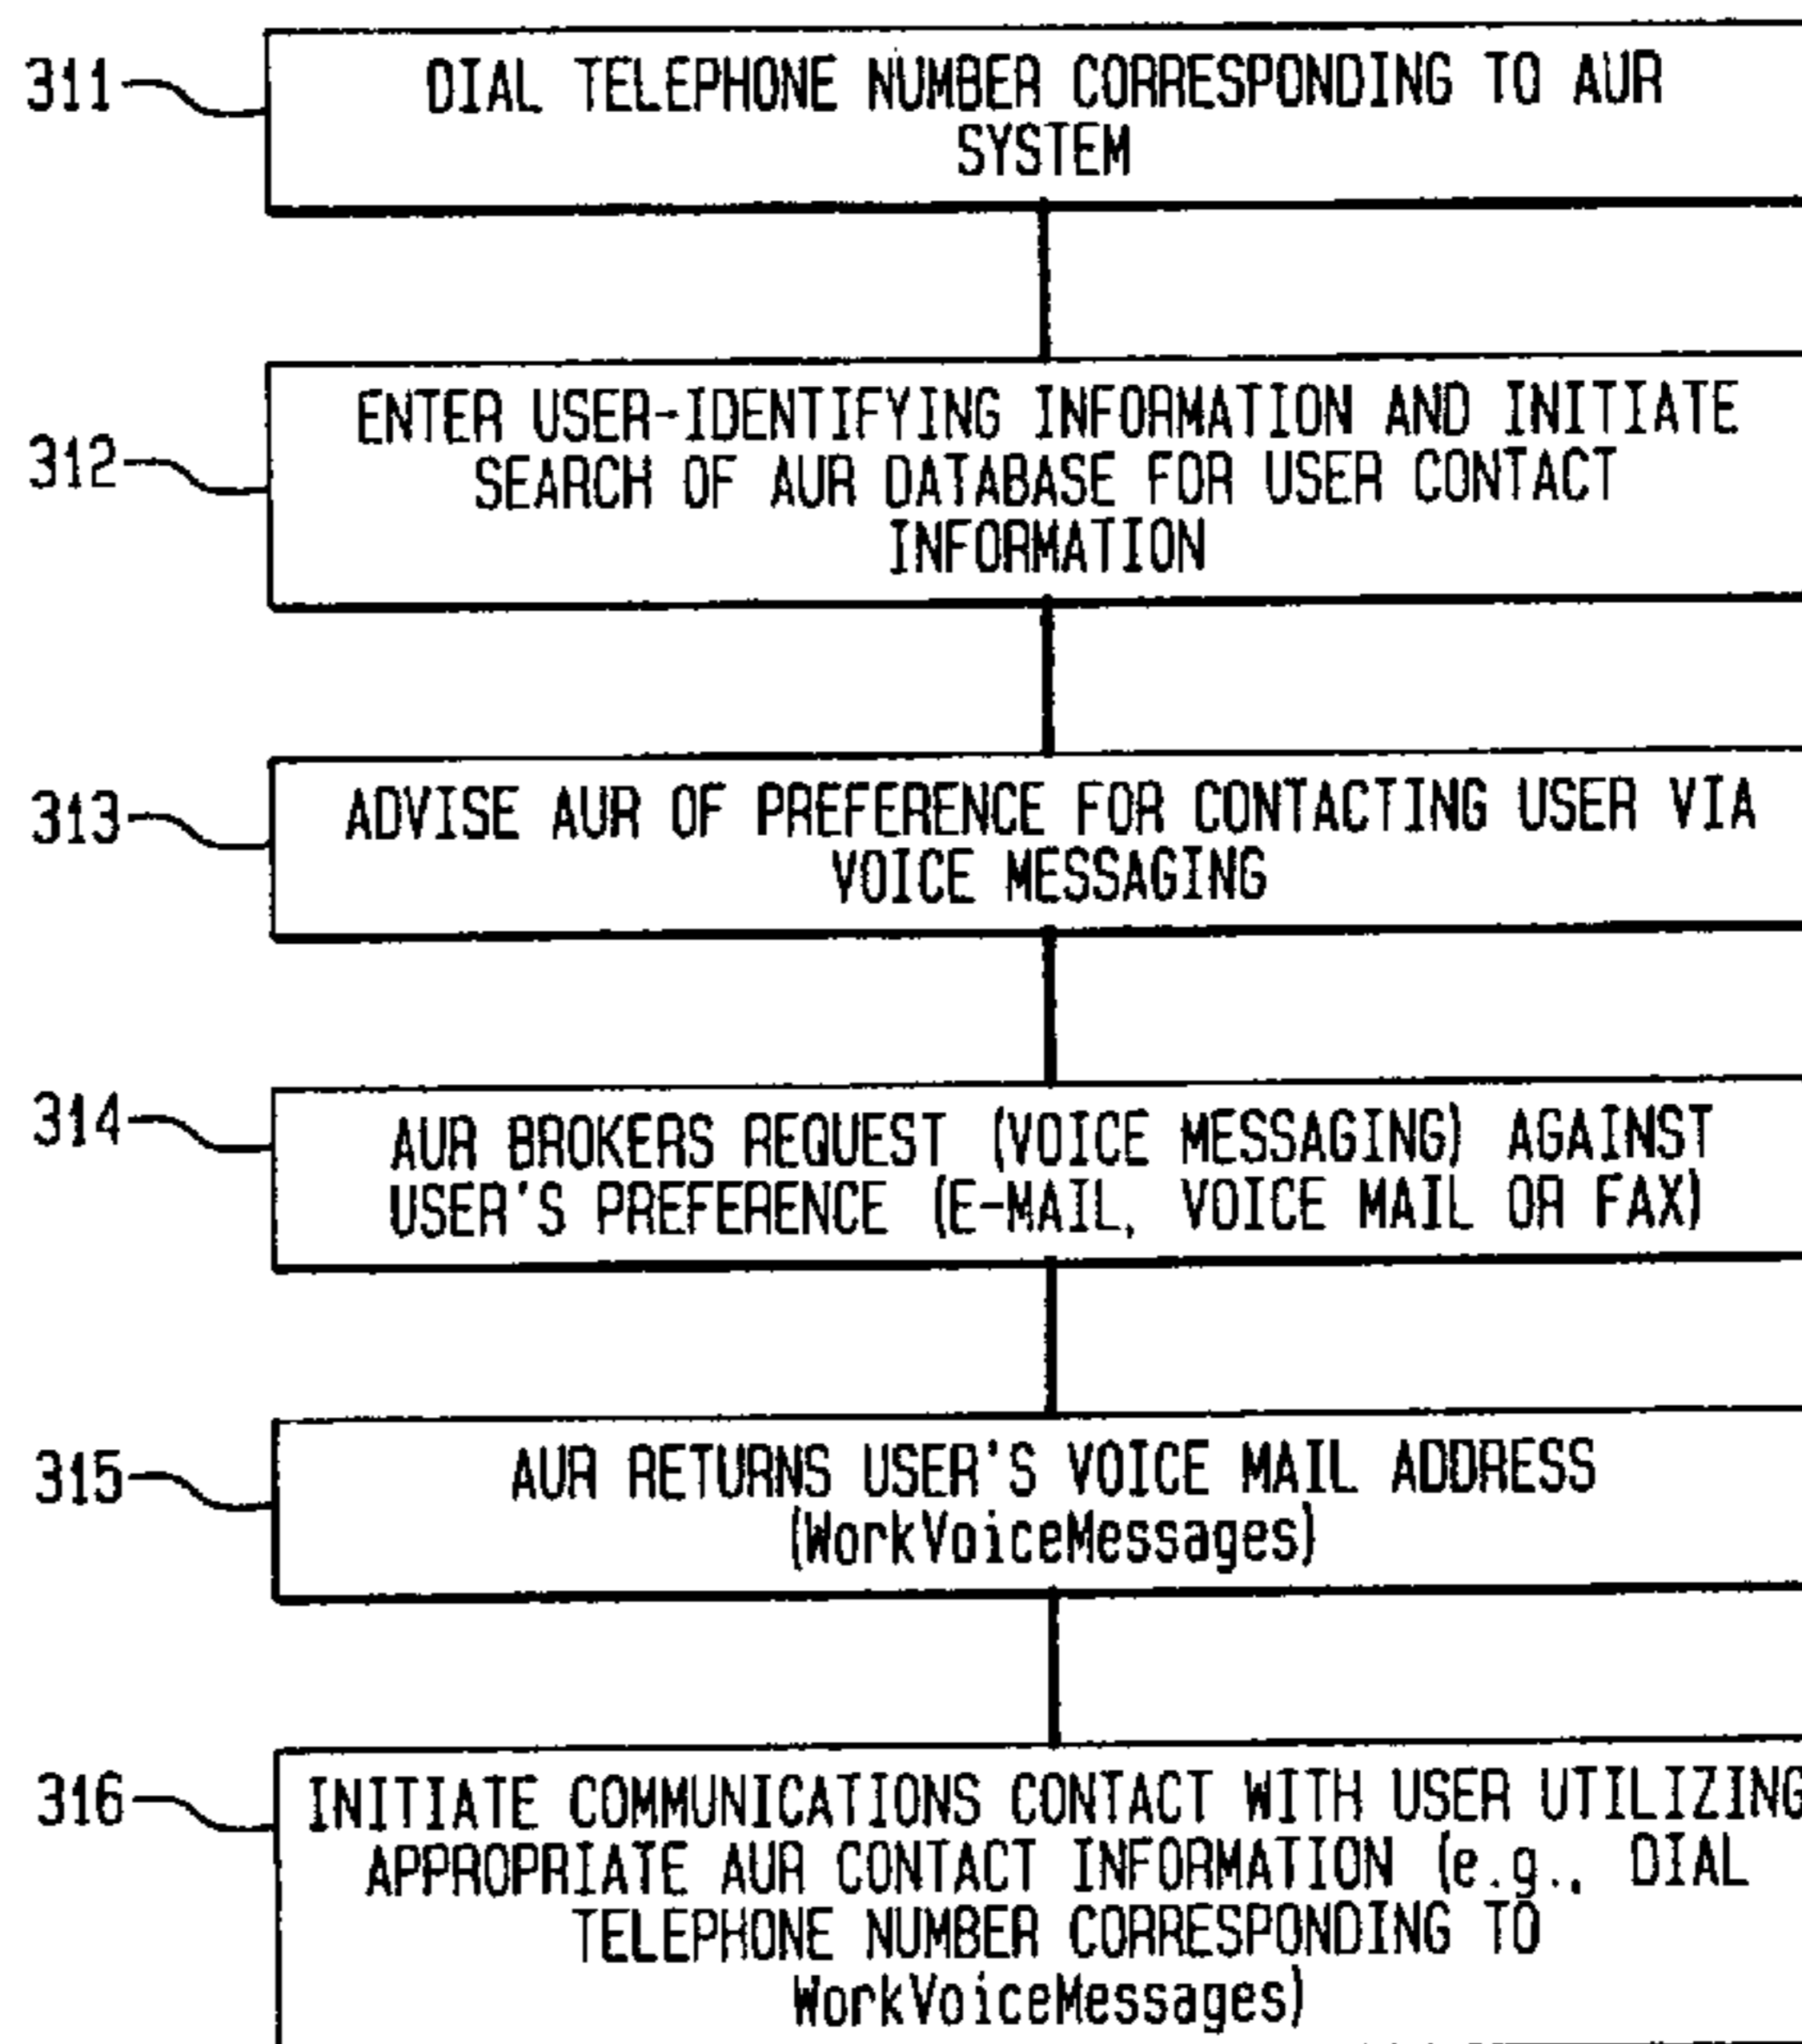 311
DIAL TELEPHONE NUMBER CORRESPONDING TO AUR
SYSTEM
312
ENTER USER-IDENTIFYING INFORMATION AND INITIATE
SEARCH OF AUR DATABASE FOR USER CONTACT
INFORMATION
313
ADVISE AUR OF PREFERENCE FOR CONTACTING USER VIA
VOICE MESSAGING
314
AUR BROKERS REQUEST (VOICE MESSAGING) AGAINST
USER'S PREFERENCE (E-MAIL, VOICE MAIL OR FAX)
315
AUR RETURNS USER'S VOICE MAIL ADDRESS
(WorkVoiceMessages)
316
INITIATE COMMUNICATIONS CONTACT WITH USER UTILIZING
APPROPRIATE AUR CONTACT INFORMATION (e.g., DIAL
TELEPHONE NUMBER CORRESPONDING TO
WorkVoiceMessages)